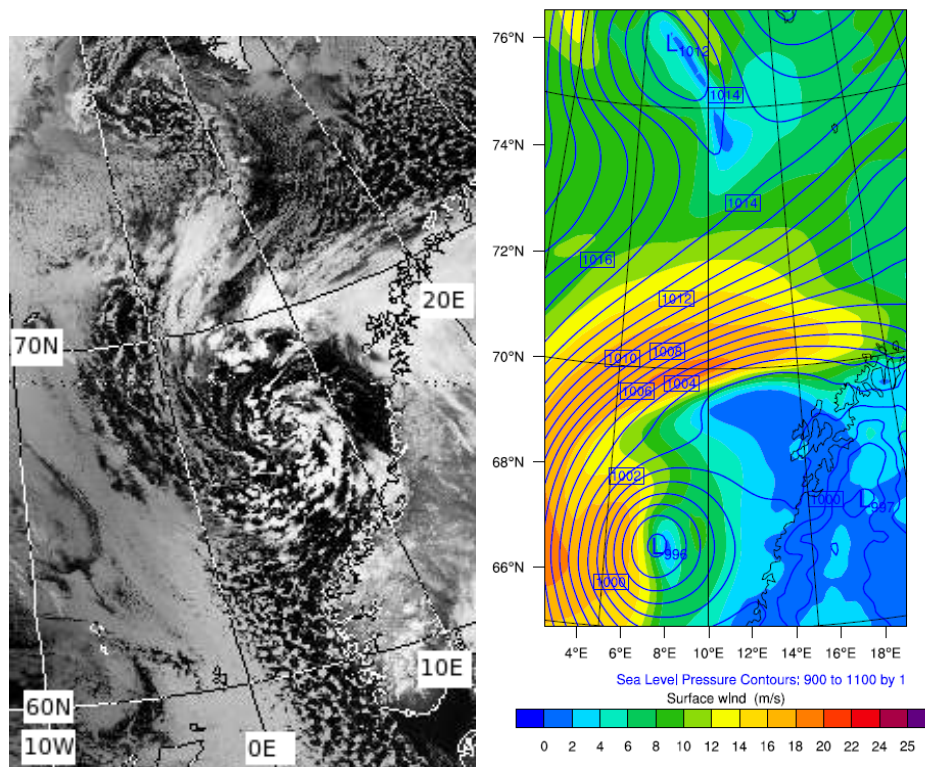 70N
20E
60N
10E
10W
0E
76°N
74°N
72°N
70°N
68°N
66°N
L1012
1014
1014
1016
1012
1008
1010
1004
1006
1002
1000
L997
L996
1000
4°E 6°E 8°E 10°E 12°E 14°E 16°E 18°E
Sea Level Pressure Contours; 900 to 1100 by 1
Surface wInd (m/s)
0 2 4 6 8 10 12 14 16 18 20 22 24 25